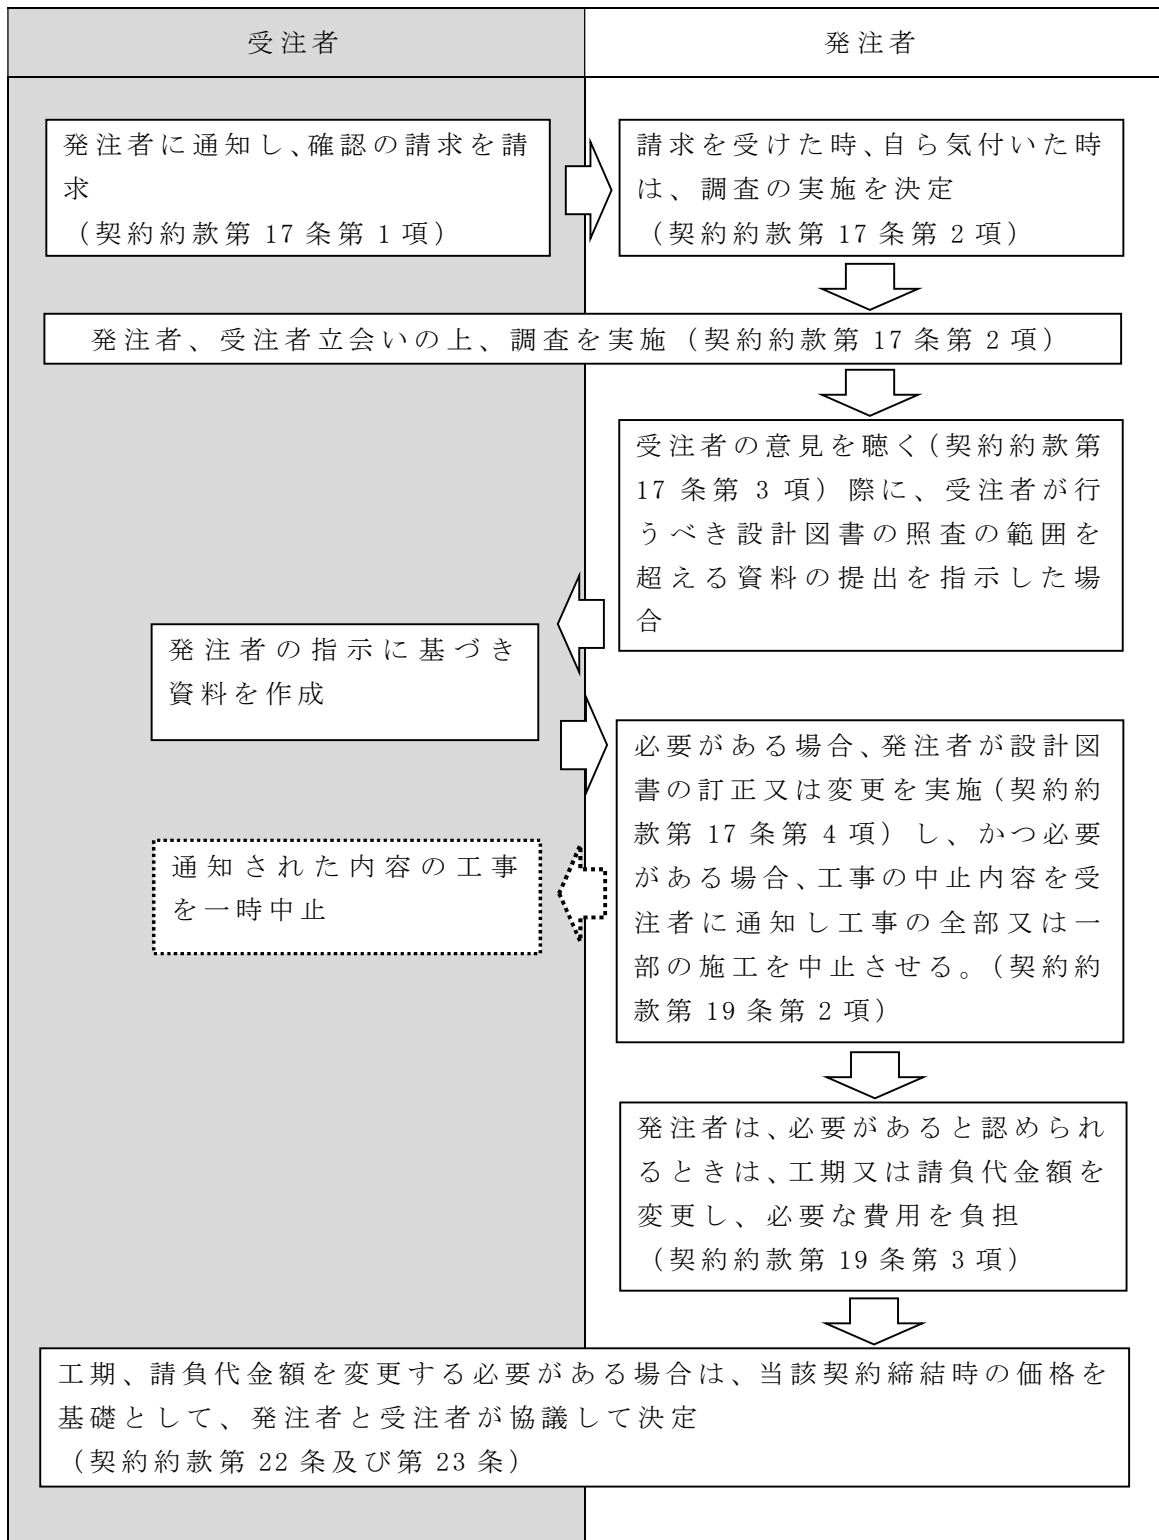 受注者
発注者
発注者に通知し、確認の請求を請
求
（契約約款第 17 条第 1 項）
請求を受けた時、自ら気付いた時
は、調査の実施を決定
（契約約款第 17 条第 2 項）
発注者、受注者立会いの上、調査を実施（契約約款第 17 条第 2 項）
受注者の意見を聴く（契約約款第
17 条第 3 項）際に、受注者が行
うべき設計図書の照査の範囲を
超える資料の提出を指示した場
合
発注者の指示に基づき
資料を作成
必要がある場合、発注者が設計図
書の訂正又は変更を実施（契約約
款第 17 条第 4 項）し、かつ必要
がある場合、工事の中止内容を受
注者に通知し工事の全部又は一
部の施工を中止させる。（契約約
款第 19 条第 2 項）
通知された内容の工事
を一時中止
発注者は、必要があると認められ
るときは、工期又は請負代金額を
変更し、必要な費用を負担
（契約約款第 19 条第 3 項）
工期、請負代金額を変更する必要がある場合は、当該契約締結時の価格を
基礎として、発注者と受注者が協議して決定
（契約約款第 22 条及び第 23 条）